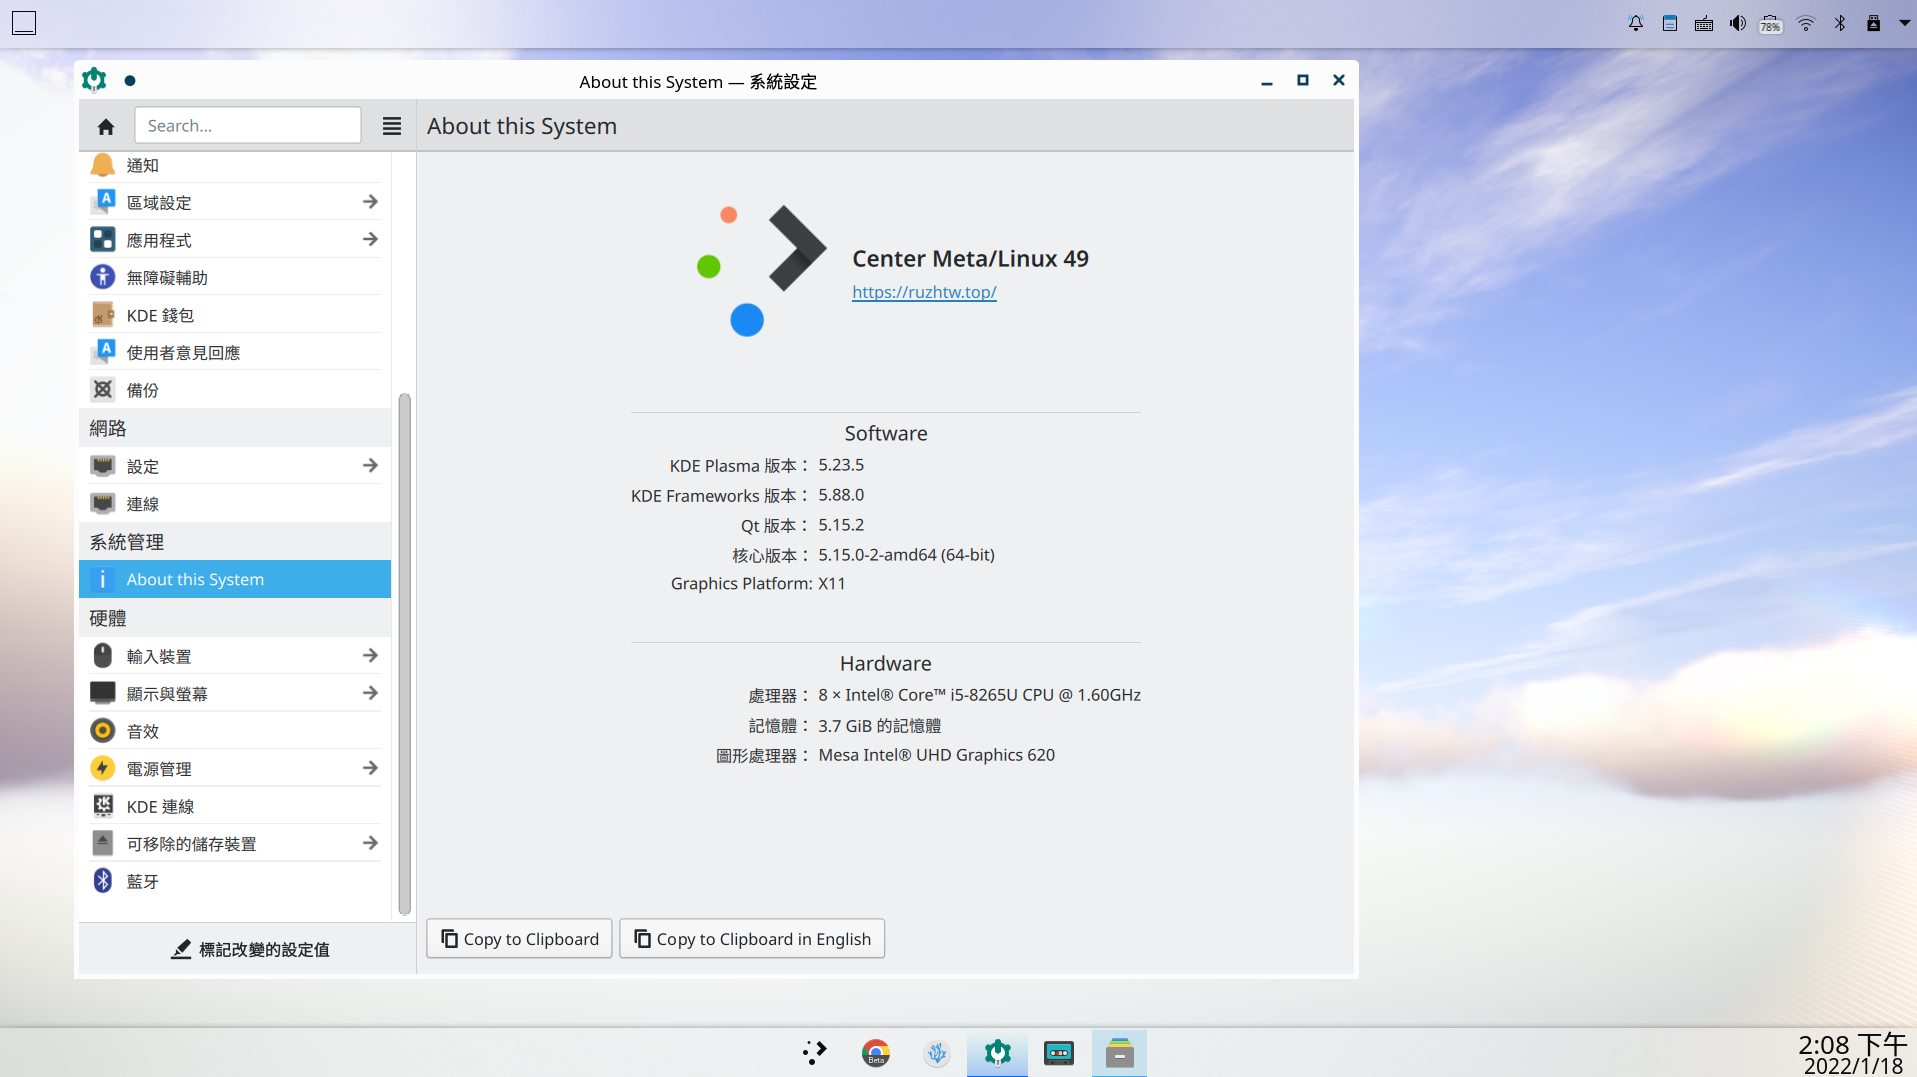 78%
About this System — 系統設定
Search...
About this System
通知
區域設定
應用程式
無障礙輔助
KDE 錢包
使用者意見回應
備份
網路
設定
連線
系統管理
About this System
硬體
輸入裝置
顯示與螢幕
音效
電源管理
KDE 連線
可移除的儲存裝置
藍牙
標記改變的設定值
Center Meta/Linux 49
https://ruzhtw.top/
Software
KDE Plasma 版本： 5.23.5
KDE Frameworks 版本： 5.88.0
Qt 版本： 5.15.2
核心版本： 5.15.0-2-amd64 (64-bit)
Graphics Platform: X11
Hardware
處理器： 8 × Intel® Core™ i5-8265U CPU @ 1.60GHz
記憶體： 3.7 GiB 的記憶體
圖形處理器： Mesa Intel® UHD Graphics 620
Copy to Clipboard
Copy to Clipboard in English
Beta
2:08 下午
2022/1/18